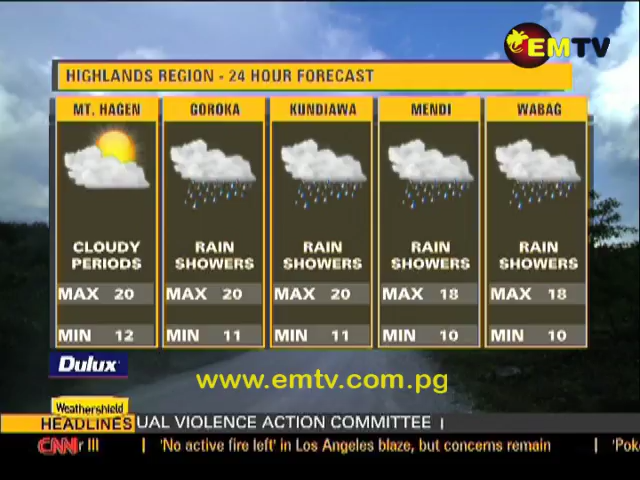 EMTV
HIGHLANDS REGION - 24 HOUR FORECAST
MT. HAGEN GOROKA KUNDIAWA MENDI WABAG
CLOUDY PERIODS RAIN SHOWERS RAIN SHOWERS RAIN SHOWERS RAIN SHOWERS
MAX 20 MAX 20 MAX 20 MAX 18 MAX 18
MIN 12 MIN 11 MIN 11 MIN 10 MIN 10
Dulux
www.emtv.com.pg
Weathershield
HEADLINES UAL VIOLENCE ACTION COMMITTEE |
CNN r III | 'No active fire left' in Los Angeles blaze, but concerns remain | 'Pok